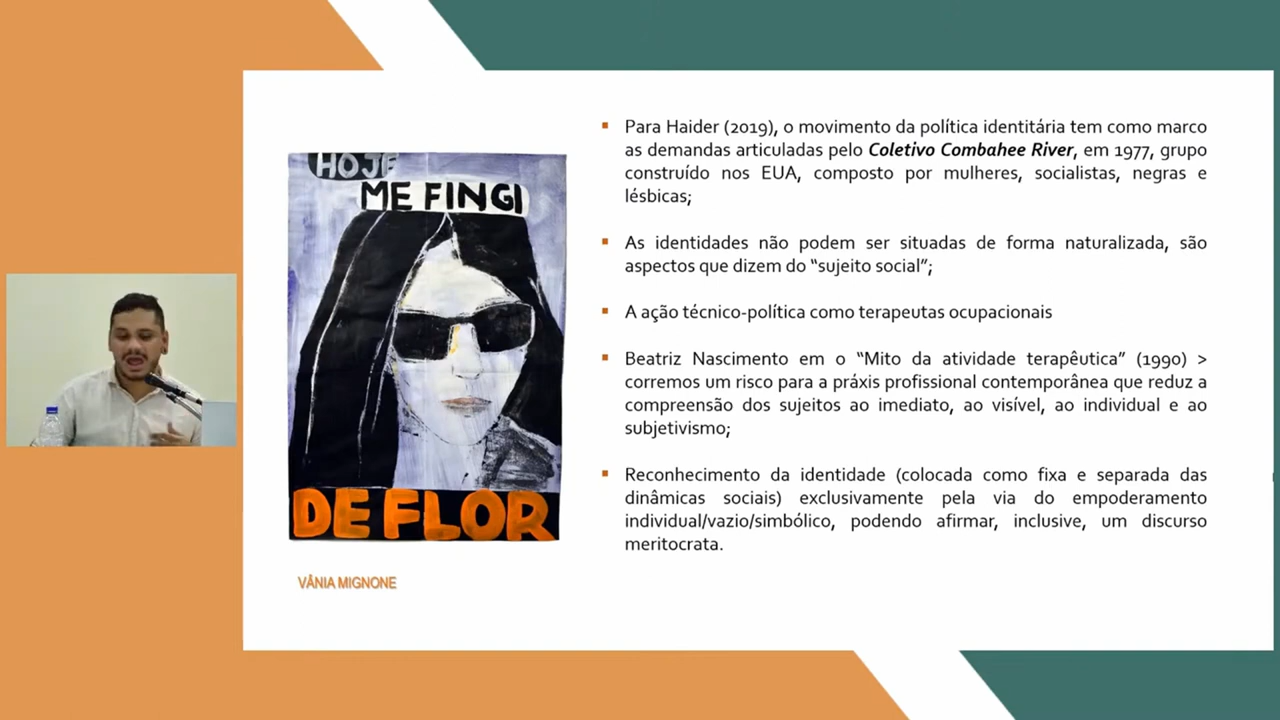 HOJE
ME FINGI
DE FLOR
VÂNIA MIGNONE
Para Haider (2019), o movimento da política identitária tem como marco
as demandas articuladas pelo Coletivo Combahee River, em 1977, grupo
construído nos EUA, composto por mulheres, socialistas, negras e
lésbicas;
As identidades não podem ser situadas de forma naturalizada, são
aspectos que dizem do “sujeito social”;
A ação técnico-política como terapeutas ocupacionais
Beatriz Nascimento em o “Mito da atividade terapêutica” (1990) >
corremos um risco para a práxis profissional contemporânea que reduz a
compreensão dos sujeitos ao imediato, ao visível, ao individual e ao
subjetivismo;
Reconhecimento da identidade (colocada como fixa e separada das
dinâmicas sociais) exclusivamente pela via do empoderamento
individual/vazio/simbólico, podendo afirmar, inclusive, um discurso
meritocrata.